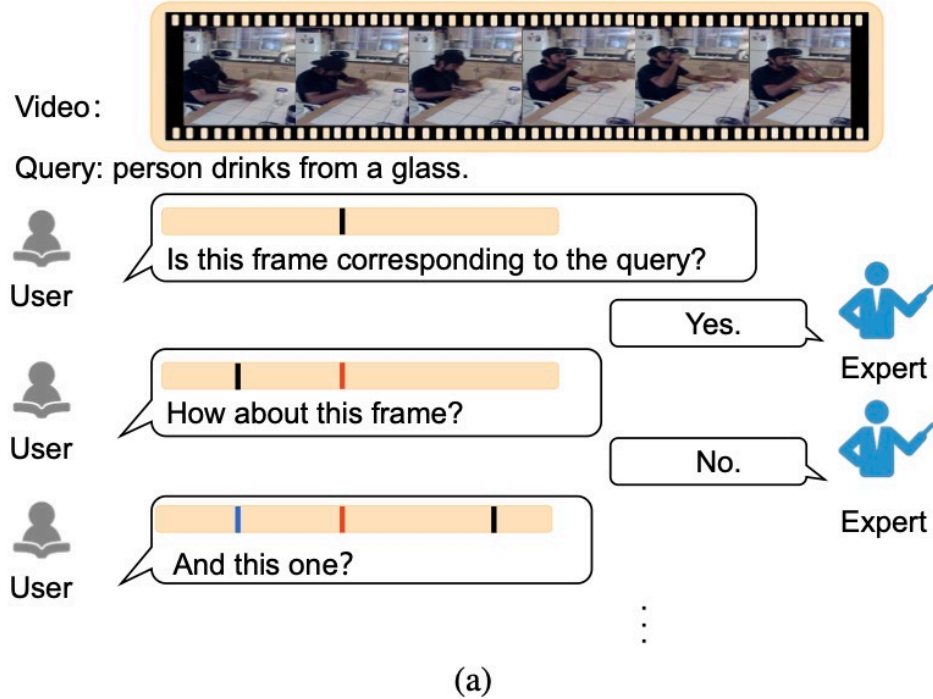 Video:
Query: person drinks from a glass.
Is this frame corresponding to the query?
User
Yes.
Expert
How about this frame?
User
No.
Expert
And this one?
User
(a)